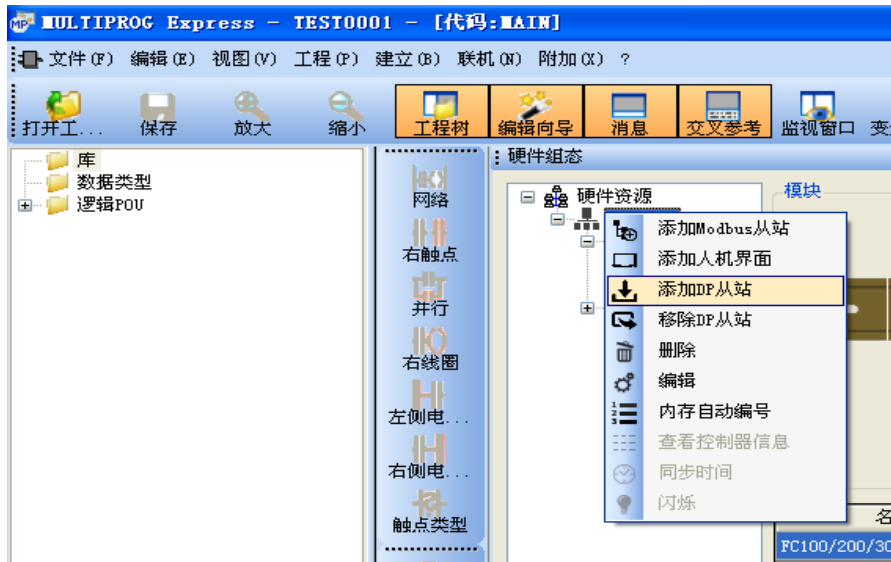 MULTIPROG Express - TEST0001 - [代码:MAIN]
文件(F) 编辑(E) 视图(V) 工程(P) 建立(B) 联机(N) 附加(X) ?
打开工... 保存 放大 缩小 工程树 编辑向导 消息 交叉参考 监视窗口 变
库
数据类型
逻辑POU
网络
右触点
并行
右线圈
左侧电...
右侧电...
触点类型
硬件组态
硬件资源
模块
添加Modbus从站
添加人机界面
添加DP从站
移除DP从站
删除
编辑
内存自动编号
查看控制器信息
同步时间
闪烁
名
FC100/200/30